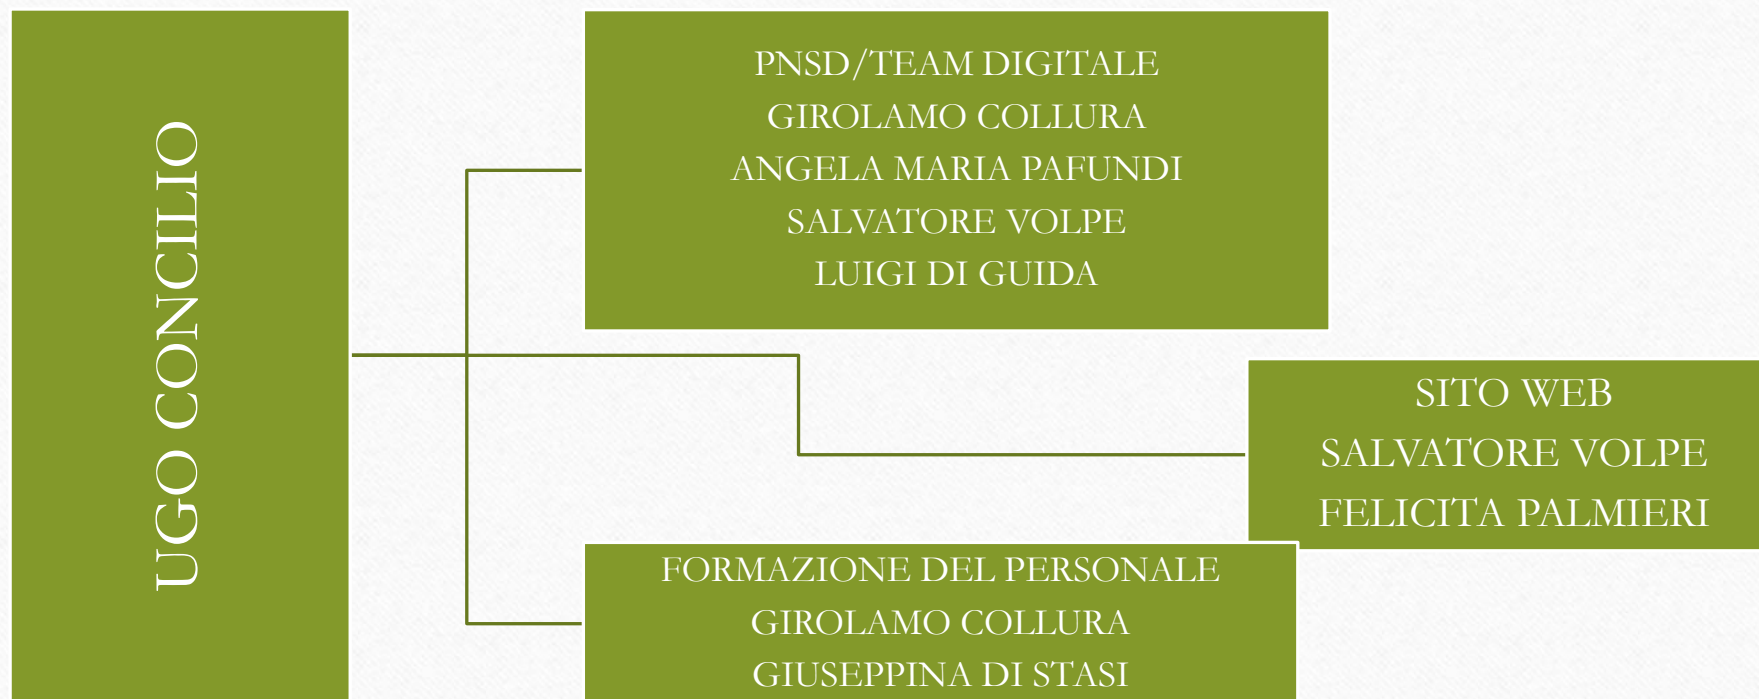 UGO CONCILIO
PNSD/TEAM DIGITALE
GIROLAMO COLLURA
ANGELA MARIA PAFUNDI
SALVATORE VOLPE
LUIGI DI GUIDA
SITO WEB
SALVATORE VOLPE
FELICITA PALMIERI
FORMAZIONE DEL PERSONALE
GIROLAMO COLLURA
GIUSEPPINA DI STASI